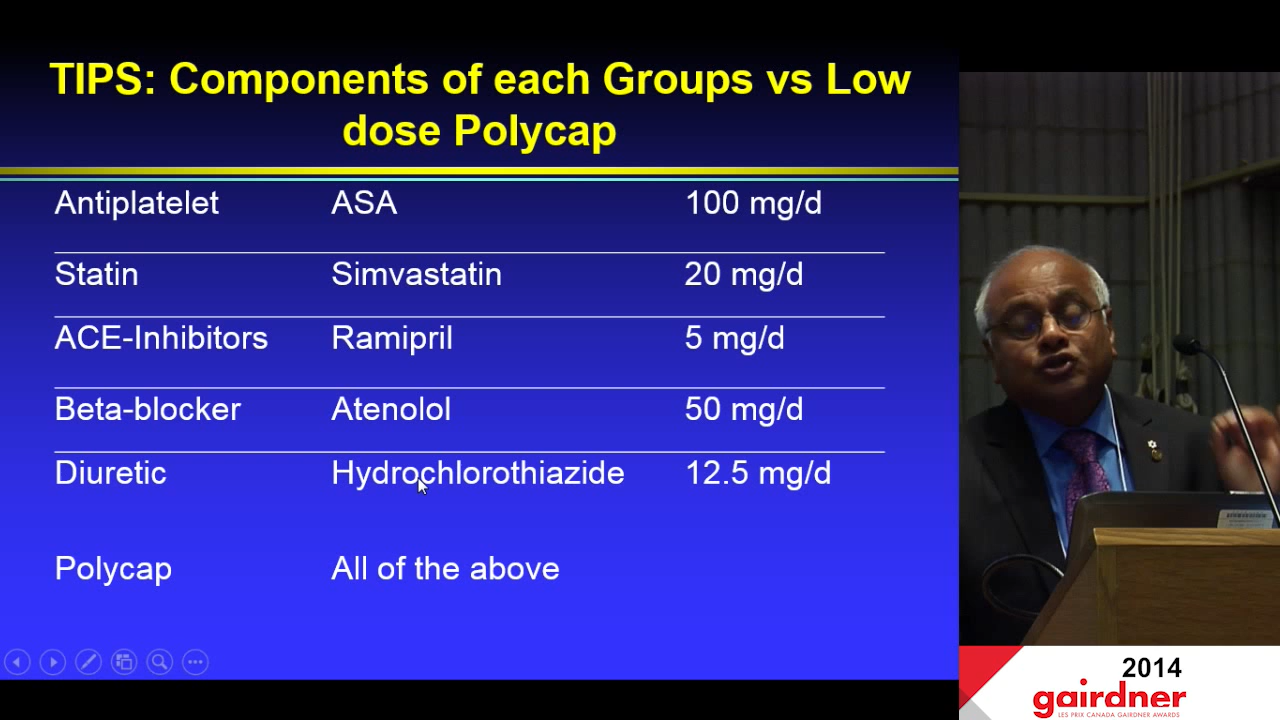 TIPS: Components of each Groups vs Low
dose Polycap
Antiplatelet ASA 100 mg/d
Statin Simvastatin 20 mg/d
ACE-Inhibitors Ramipril 5 mg/d
Beta-blocker Atenolol 50 mg/d
Diuretic Hydrochlorothiazide 12.5 mg/d
Polycap All of the above
2014
gairdner
LES PRIX CANADA GAIRDNER AWARDS